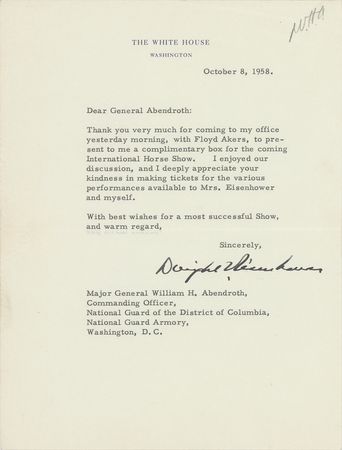 THE WHITE HOUSE
WASHINGTON
October 8, 1958.
Dear General Abendroth:
Thank you very much for coming to my office
yesterday morning, with Floyd Akers, to pre-
sent to me a complimentary box for the coming
International Horse Show. I enjoyed our
discussion, and I deeply appreciate your
kindness in making tickets for the various
performances available to Mrs. Eisenhower
and myself.
With best wishes for a most successful Show,
and warm regard,
Sincerely,
Dwight Eisenhower
Major General William H. Abendroth,
Commanding Officer,
National Guard of the District of Columbia,
National Guard Armory,
Washington, D. C.